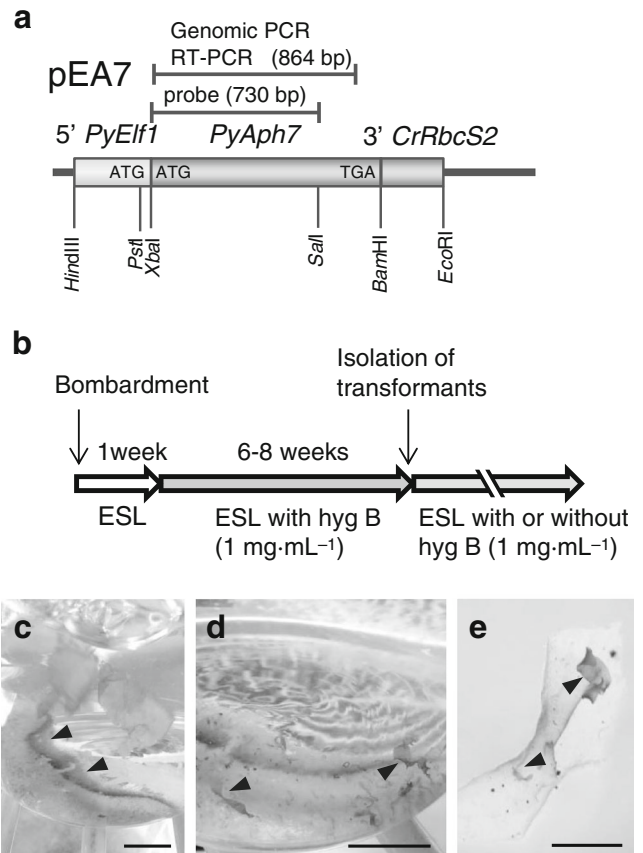 a
Genomic PCR
RT-PCR (864 bp)
pEA7
probe (730 bp)
5’ PyElf1 PyAph7 3’ CrRbcS2
ATG ATG TGA
HindIII PstI XbaI SalI BamHI EcoRI
b
Isolation of
transformants
Bombardment
1week 6-8 weeks
ESL ESL with hyg B ESL with or without
(1 mg·mL⁻¹) hyg B (1 mg·mL⁻¹)
c d e